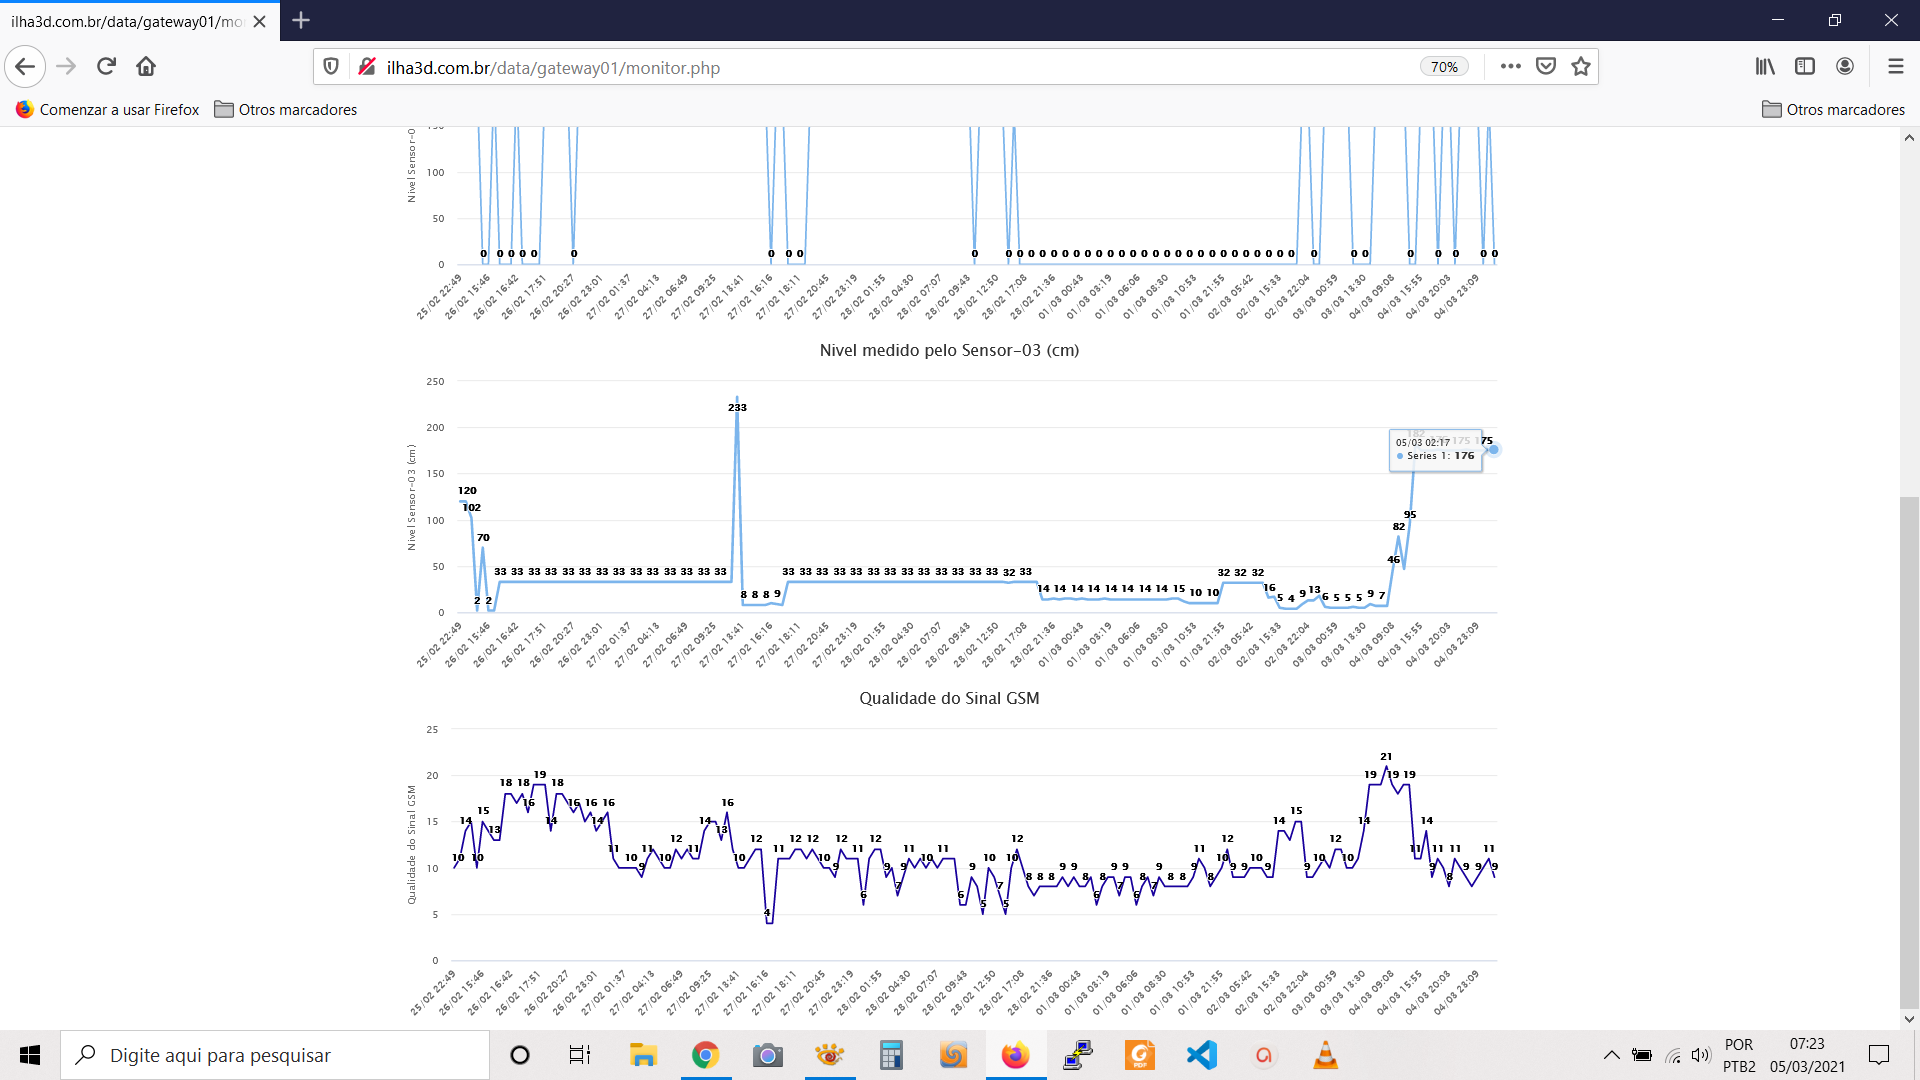 ilha3d.com.br/data/gateway01/mo
ilha3d.com.br/data/gateway01/monitor.php
70%
Comenzar a usar Firefox
Otros marcadores
Otros marcadores
Nivel Sensor-0
100
50
0
0 0 0 0 0 0 0 0 0 0 0 0 0 0 0 0 0 0 0 0 0 0 0 0 0 0 0 0 0 0 0 0 0 0 0 0 0 0 0 0 0 0 0
25/02 22:49 26/02 15:46 26/02 16:42 26/02 17:51 26/02 20:27 26/02 23:01 27/02 01:37 27/02 04:13 27/02 06:49 27/02 09:25 27/02 13:41 27/02 16:16 27/02 18:11 27/02 20:45 27/02 23:19 28/02 01:55 28/02 04:30 28/02 07:07 28/02 09:43 28/02 12:50 28/02 17:08 28/02 21:36 01/03 00:43 01/03 03:19 01/03 06:06 01/03 08:30 01/03 10:53 01/03 21:55 02/03 05:42 02/03 15:33 02/03 22:04 03/03 00:59 03/03 13:30 04/03 09:08 04/03 15:55 04/03 20:03 04/03 23:09
Nivel medido pelo Sensor-03 (cm)
Nivel Sensor-03 (cm)
250
200
150
100
50
0
120 102 2 70 2 33 33 33 33 33 33 33 33 33 33 33 33 33 33 233 8 8 8 9 33 33 33 33 33 33 33 33 33 33 33 33 33 32 33 14 14 14 14 14 14 14 14 15 10 10 32 32 32 16 5 4 9 13 6 5 5 5 9 7 46 82 95 182 175 175
05/03 02:17
Series 1: 176
25/02 22:49 26/02 15:46 26/02 16:42 26/02 17:51 26/02 20:27 26/02 23:01 27/02 01:37 27/02 04:13 27/02 06:49 27/02 09:25 27/02 13:41 27/02 16:16 27/02 18:11 27/02 20:45 27/02 23:19 28/02 01:55 28/02 04:30 28/02 07:07 28/02 09:43 28/02 12:50 28/02 17:08 28/02 21:36 01/03 00:43 01/03 03:19 01/03 06:06 01/03 08:30 01/03 10:53 01/03 21:55 02/03 05:42 02/03 15:33 02/03 22:04 03/03 00:59 03/03 13:30 04/03 09:08 04/03 15:55 04/03 20:03 04/03 23:09
Qualidade do Sinal GSM
Qualidade do Sinal GSM
25
20
15
10
5
0
10 14 10 15 13 18 18 16 19 14 18 16 16 14 16 11 10 9 11 10 12 11 14 13 16 10 12 4 11 12 12 10 9 12 11 6 12 9 7 9 11 10 11 6 9 5 10 7 5 10 12 8 8 8 9 9 8 6 8 9 7 9 6 8 7 9 8 8 9 11 8 10 12 9 9 10 9 14 15 9 10 12 10 14 19 21 19 19 11 14 9 11 8 11 9 9 11 9
25/02 22:49 26/02 15:46 26/02 16:42 26/02 17:51 26/02 20:27 26/02 23:01 27/02 01:37 27/02 04:13 27/02 06:49 27/02 09:25 27/02 13:41 27/02 16:16 27/02 18:11 27/02 20:45 27/02 23:19 28/02 01:55 28/02 04:30 28/02 07:07 28/02 09:43 28/02 12:50 28/02 17:08 28/02 21:36 01/03 00:43 01/03 03:19 01/03 06:06 01/03 08:30 01/03 10:53 01/03 21:55 02/03 05:42 02/03 15:33 02/03 22:04 03/03 00:59 03/03 13:30 04/03 09:08 04/03 15:55 04/03 20:03 04/03 23:09
Digite aqui para pesquisar
PDF
POR
PTB2
07:23
05/03/2021